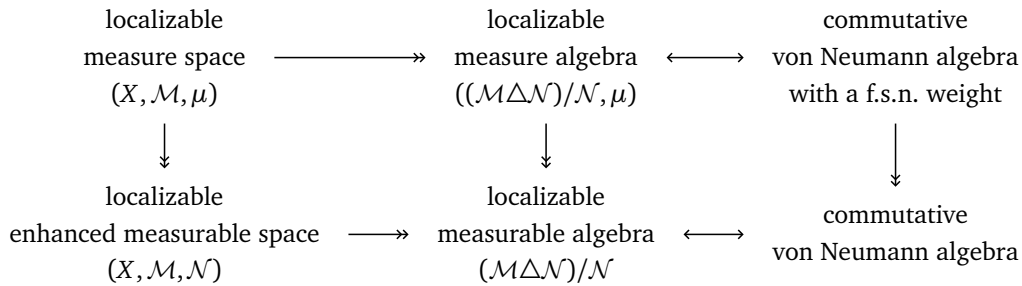 localizable
measure space
(X, ℳ, μ)
localizable
measure algebra
((ℳ△𝒩)/𝒩, μ)
commutative
von Neumann algebra
with a f.s.n. weight
localizable
enhanced measurable space
(X, ℳ, 𝒩)
localizable
measurable algebra
(ℳ△𝒩)/𝒩
commutative
von Neumann algebra